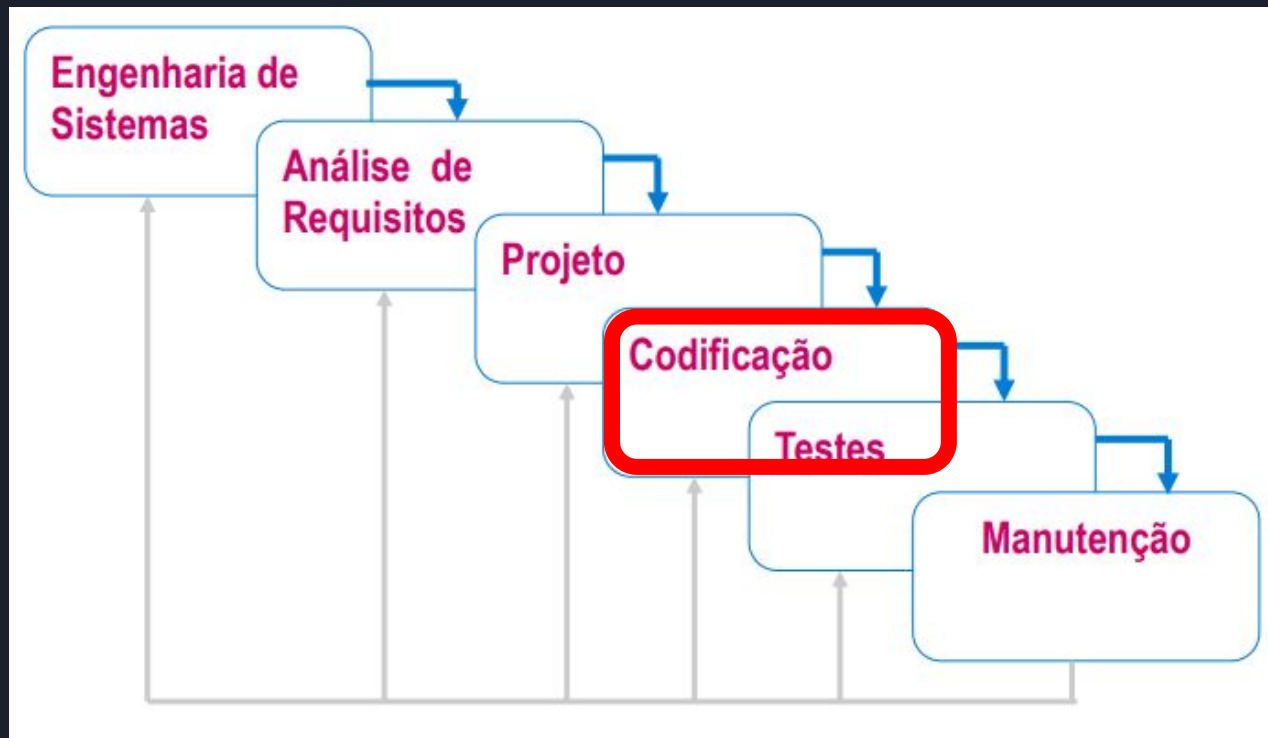 Engenharia de
Sistemas
Análise de
Requisitos
Projeto
Codificação
Testes
Manutenção